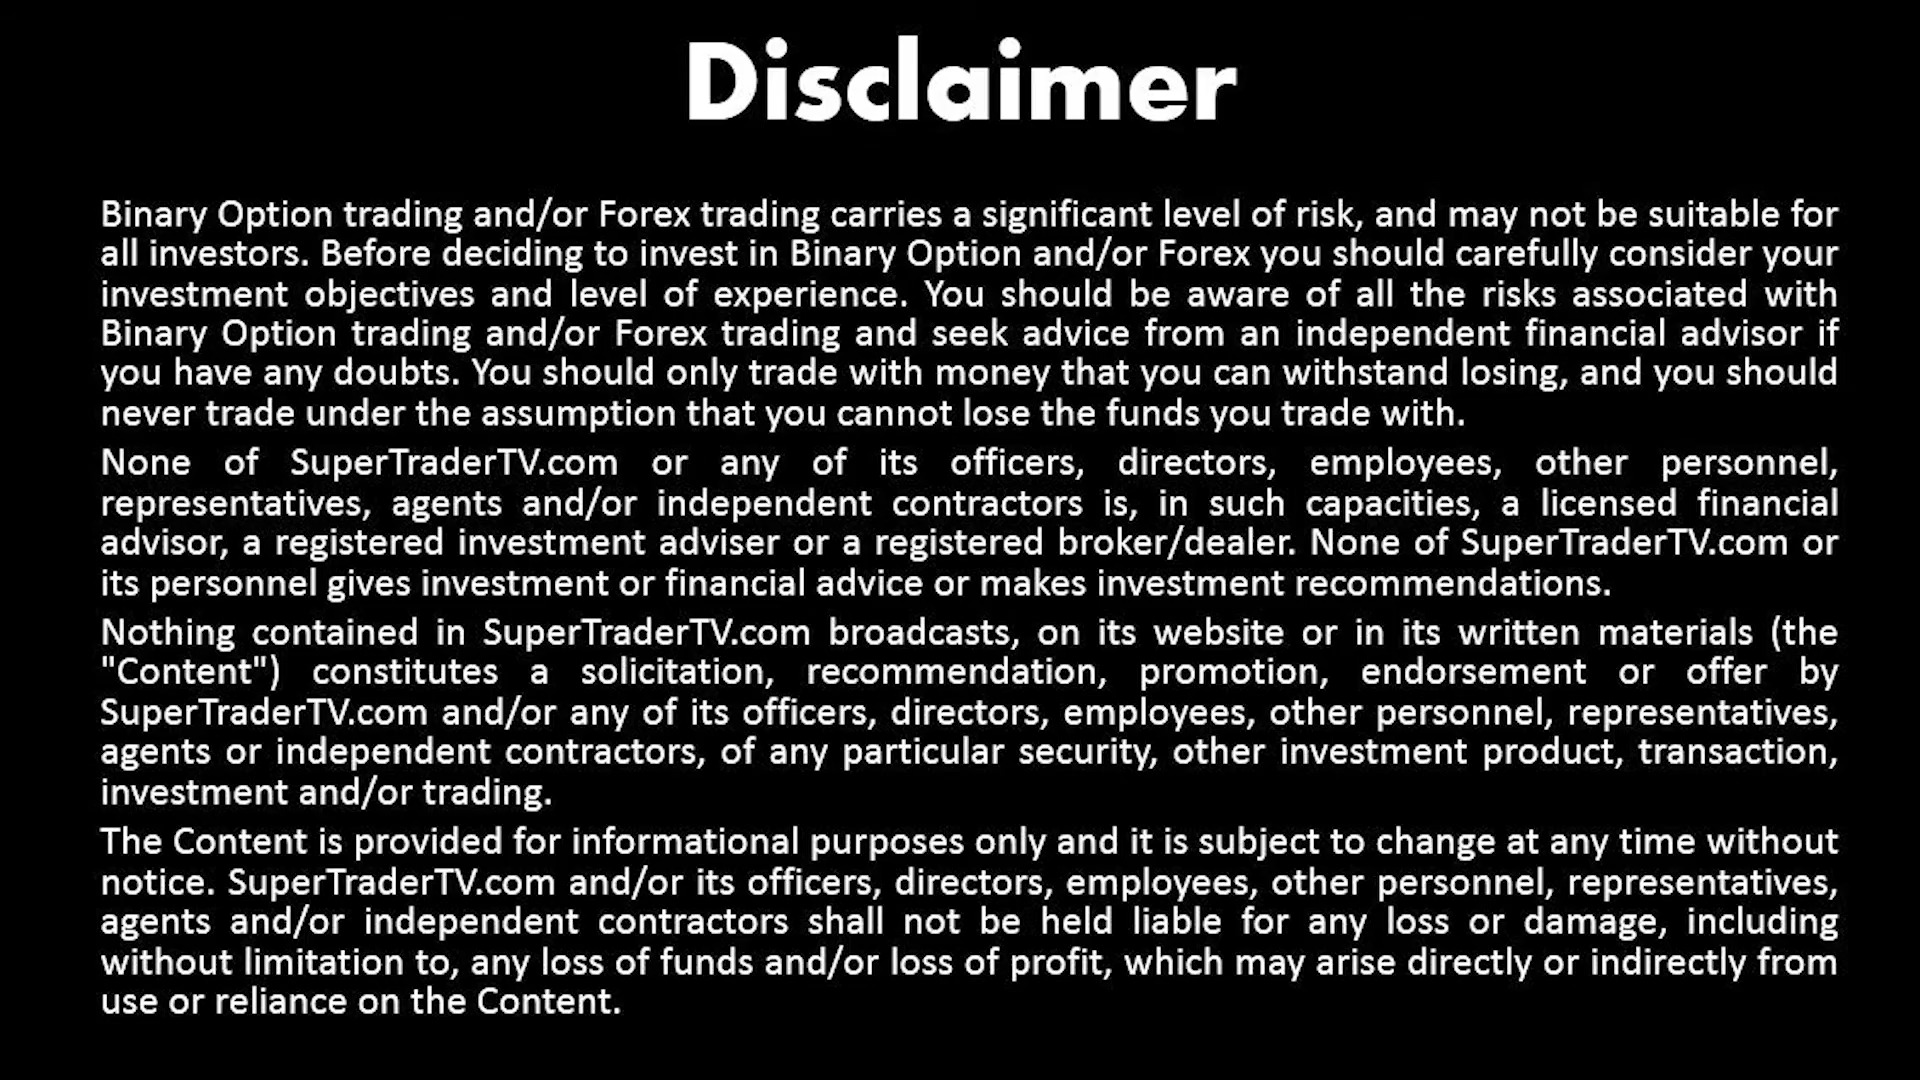 Disclaimer
Binary Option trading and/or Forex trading carries a significant level of risk, and may not be suitable for
all investors. Before deciding to invest in Binary Option and/or Forex you should carefully consider your
investment objectives and level of experience. You should be aware of all the risks associated with
Binary Option trading and/or Forex trading and seek advice from an independent financial advisor if
you have any doubts. You should only trade with money that you can withstand losing, and you should
never trade under the assumption that you cannot lose the funds you trade with.
None of SuperTraderTV.com or any of its officers, directors, employees, other personnel,
representatives, agents and/or independent contractors is, in such capacities, a licensed financial
advisor, a registered investment adviser or a registered broker/dealer. None of SuperTraderTV.com or
its personnel gives investment or financial advice or makes investment recommendations.
Nothing contained in SuperTraderTV.com broadcasts, on its website or in its written materials (the
"Content") constitutes a solicitation, recommendation, promotion, endorsement or offer by
SuperTraderTV.com and/or any of its officers, directors, employees, other personnel, representatives,
agents or independent contractors, of any particular security, other investment product, transaction,
investment and/or trading.
The Content is provided for informational purposes only and it is subject to change at any time without
notice. SuperTraderTV.com and/or its officers, directors, employees, other personnel, representatives,
agents and/or independent contractors shall not be held liable for any loss or damage, including
without limitation to, any loss of funds and/or loss of profit, which may arise directly or indirectly from
use or reliance on the Content.